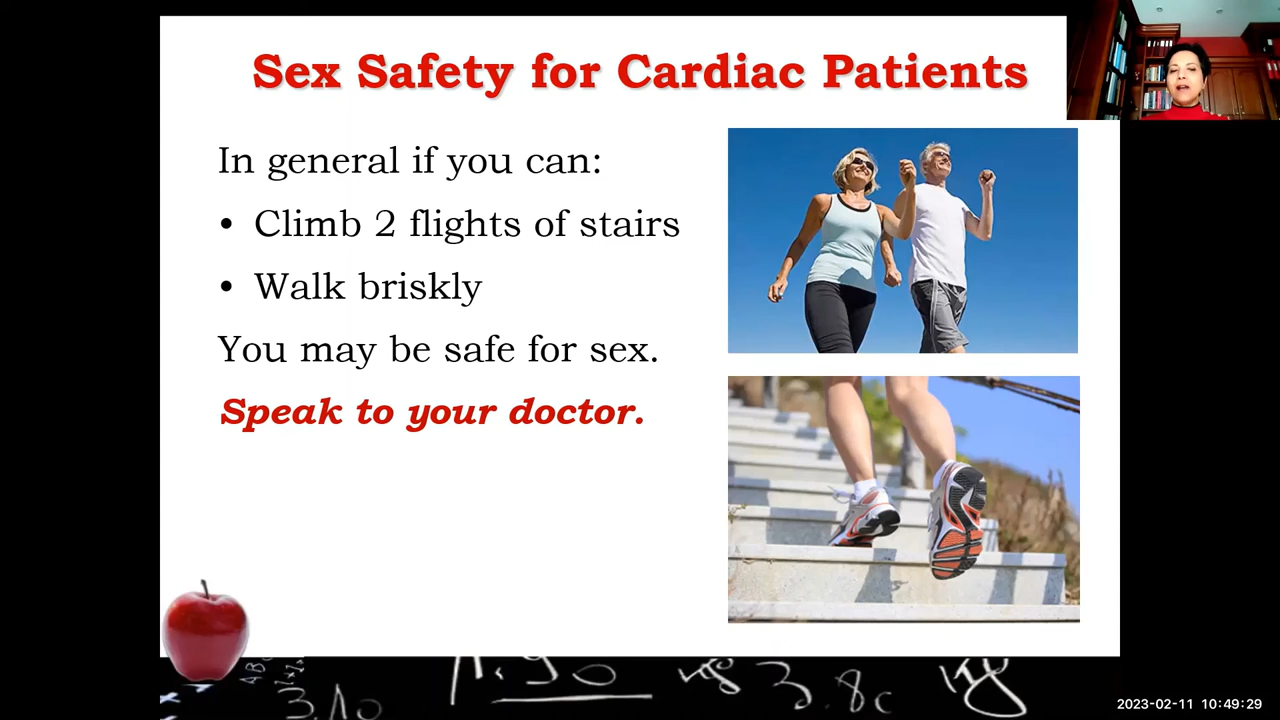 Sex Safety for Cardiac Patients
In general if you can:
• Climb 2 flights of stairs
• Walk briskly
You may be safe for sex.
Speak to your doctor.
2023-02-11 10:49:29